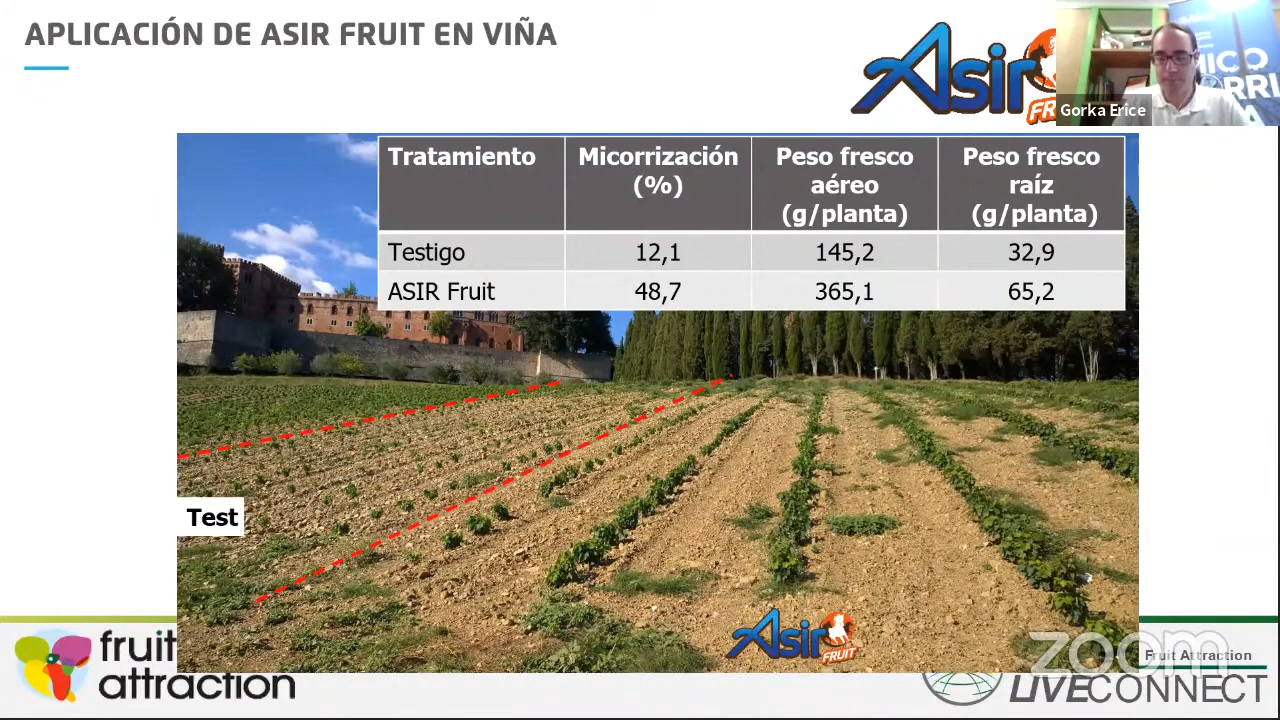 APLICACIÓN DE ASIR FRUIT EN VIÑA
Asir
FRUIT
Gorka Erice
Tratamiento
Micorrización
(%)
Peso fresco
aéreo
(g/planta)
Peso fresco
raíz
(g/planta)
Testigo
12,1
145,2
32,9
ASIR Fruit
48,7
365,1
65,2
Test
Asir
FRUIT
fruit
attraction
zoom
Fruit Attraction
LIVECONNECT